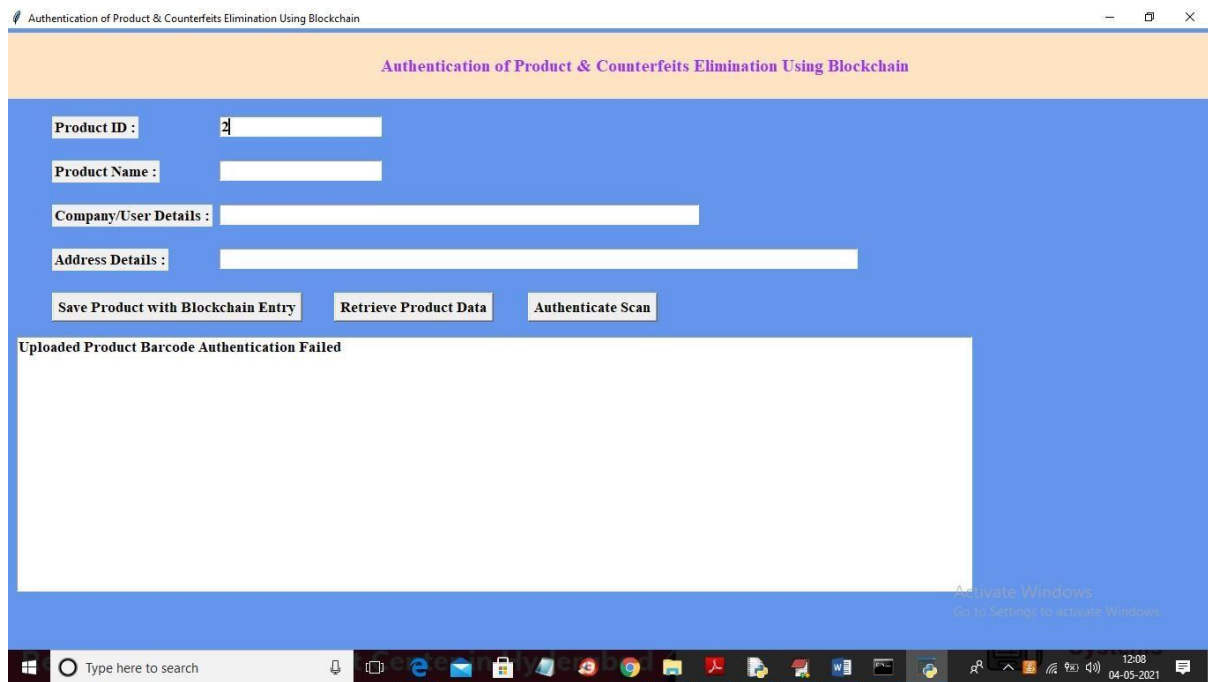 Authentication of Product & Counterfeits Elimination Using Blockchain
Authentication of Product & Counterfeits Elimination Using Blockchain
Product ID : 2
Product Name :
Company/User Details :
Address Details :
Save Product with Blockchain Entry Retrieve Product Data Authenticate Scan
Uploaded Product Barcode Authentication Failed
Activate Windows
Go to Settings to activate Windows.
Type here to search
12:08
04-05-2021